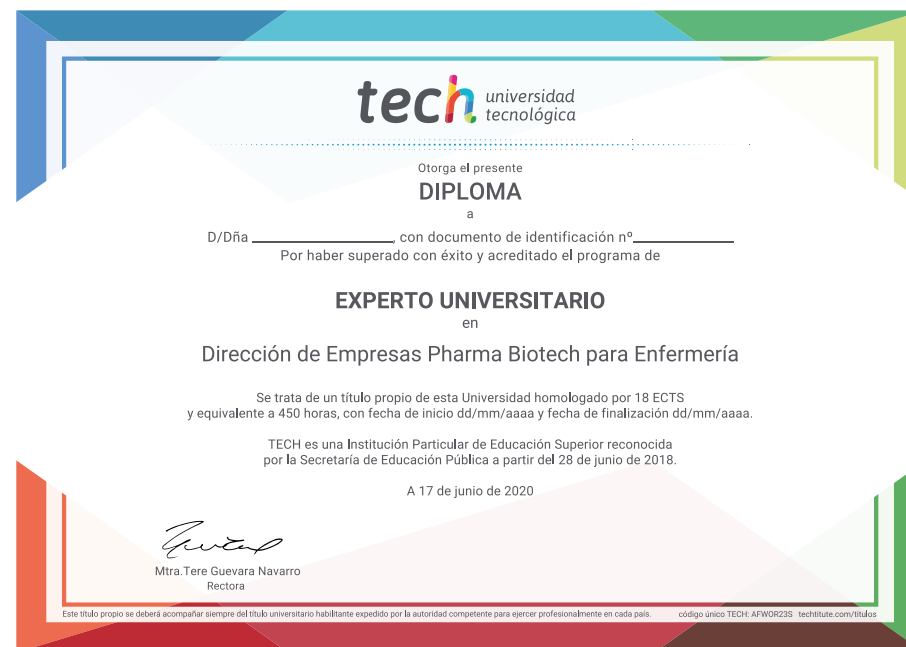 tech universidad
tecnológica
Otorga el presente
DIPLOMA
a
D/Dña ____________________, con documento de identificación nº______________
Por haber superado con éxito y acreditado el programa de
EXPERTO UNIVERSITARIO
en
Dirección de Empresas Pharma Biotech para Enfermería
Se trata de un título propio de esta Universidad homologado por 18 ECTS
y equivalente a 450 horas, con fecha de inicio dd/mm/aaaa y fecha de finalización dd/mm/aaaa.
TECH es una Institución Particular de Educación Superior reconocida
por la Secretaría de Educación Pública a partir del 28 de junio de 2018.
A 17 de junio de 2020
Mtra.Tere Guevara Navarro
Rectora
Este título propio se deberá acompañar siempre del título universitario habilitante expedido por la autoridad competente para ejercer profesionalmente en cada país. código único TECH: AFWOR23S techtitute.com/titulos